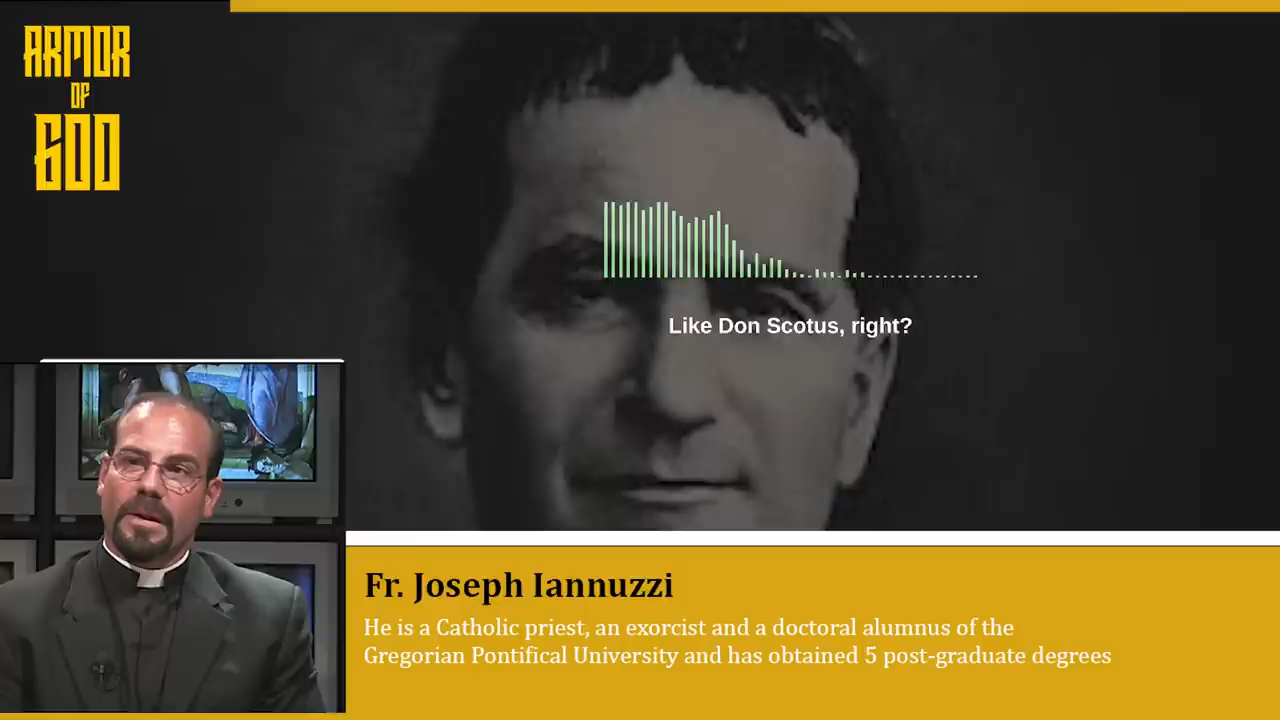 ARMOR
OF
GOD
Like Don Scotus, right?
Fr. Joseph Iannuzzi
He is a Catholic priest, an exorcist and a doctoral alumnus of the
Gregorian Pontifical University and has obtained 5 post-graduate degrees